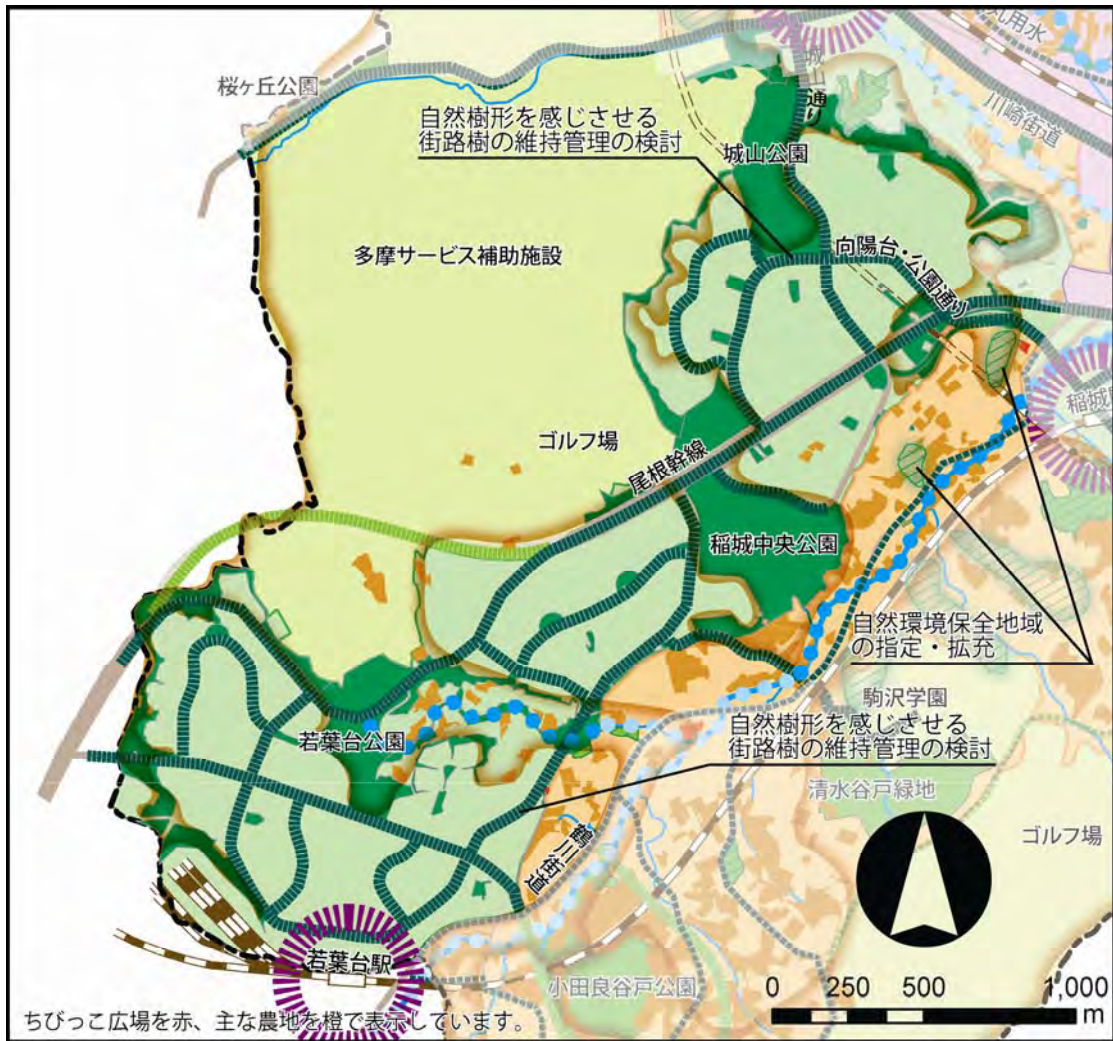 桜ヶ丘公園
自然樹形を感じさせる
街路樹の維持管理の検討
城山通り
丸用水
川崎街道
城山公園
多摩サービス補助施設
向陽台・公園通り
ゴルフ場
尾根幹線
稲城中央公園
自然環境保全地域
の指定・拡充
駒沢学園
自然樹形を感じさせる
街路樹の維持管理の検討
若葉台公園
清水谷戸緑地
ゴルフ場
鶴川街道
若葉台駅
小田良谷戸公園
0 250 500 1,000
m
ちびっこ広場を赤、主な農地を橙で表示しています。